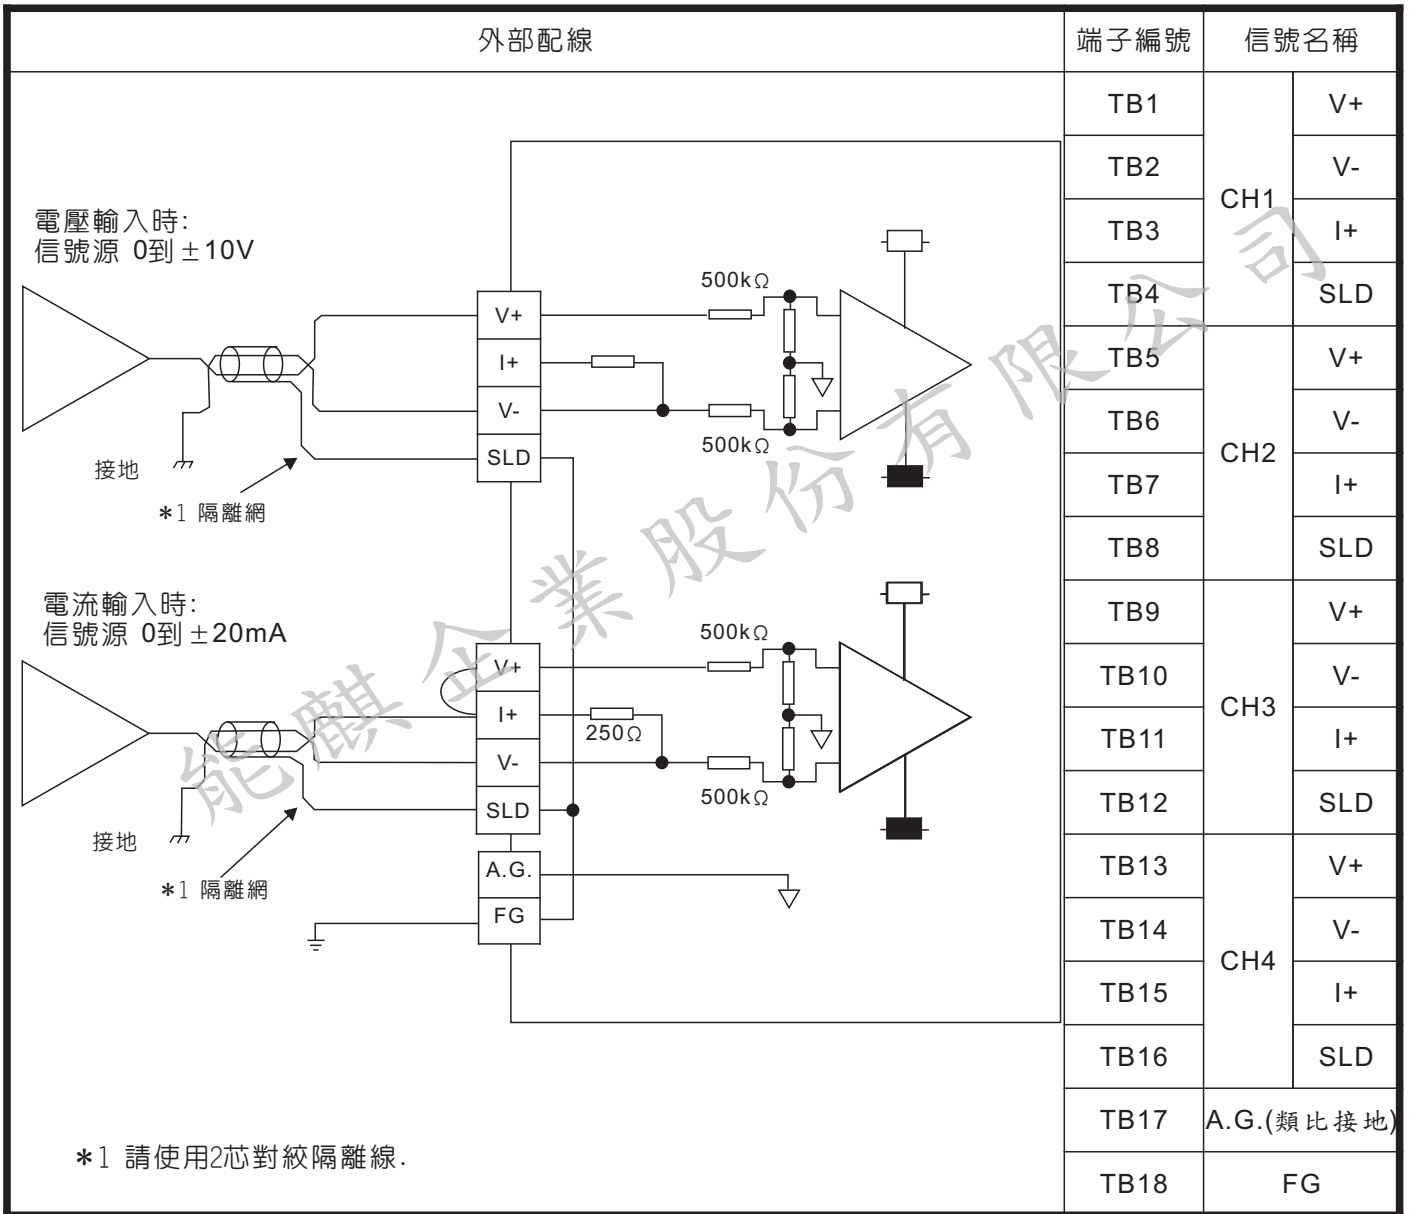 外部配線
端子編號
信號名稱
電壓輸入時:
信號源 0到±10V
接地
*1 隔離網
V+
I+
V-
SLD
500kΩ
500kΩ
電流輸入時:
信號源 0到±20mA
接地
*1 隔離網
V+
I+
V-
SLD
A.G.
FG
500kΩ
250Ω
500kΩ
*1 請使用2芯對絞隔離線.
能麒企業股份有限公司
CH1
TB1 V+
TB2 V-
TB3 I+
TB4 SLD
CH2
TB5 V+
TB6 V-
TB7 I+
TB8 SLD
CH3
TB9 V+
TB10 V-
TB11 I+
TB12 SLD
CH4
TB13 V+
TB14 V-
TB15 I+
TB16 SLD
TB17 A.G.(類比接地)
TB18 FG